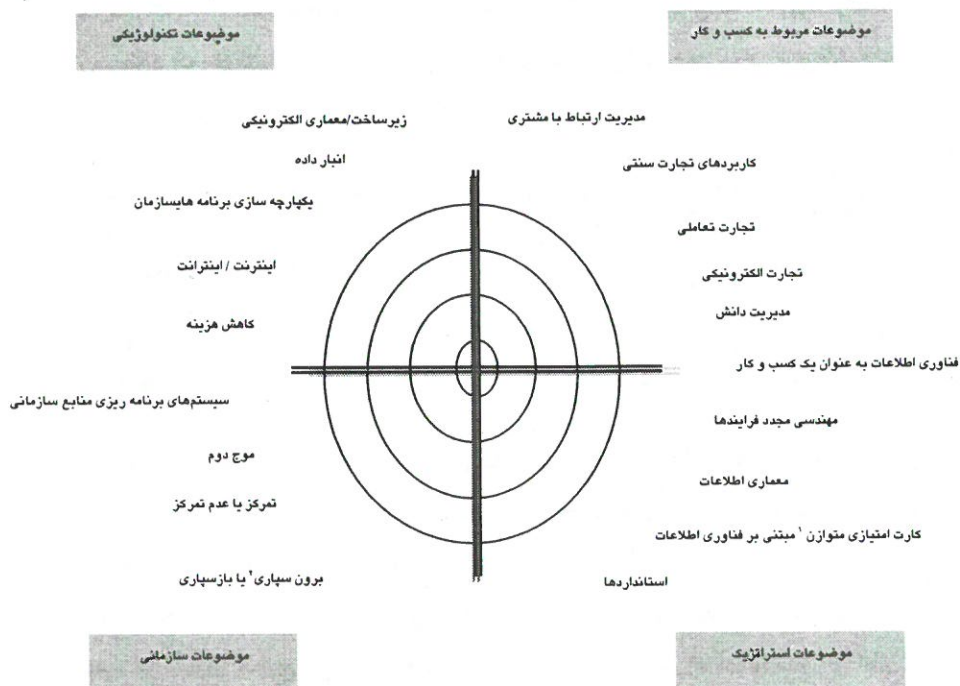 موضوعات مربوط به کسب و کار
موضوعات تکنولوژیکی
مدیریت ارتباط با مشتری
کاربردهای تجارت سنتی
تجارت تعاملی
تجارت الکترونیکی
مدیریت دانش
فناوری اطلاعات به عنوان یک کسب و کار
مهندسی مجدد فرایندها
معماری اطلاعات
کارت امتیازی متوازن ۱ مبتنی بر فناوری اطلاعات
استانداردها
زیرساخت/معماری الکترونیکی
انبار داده
یکپارچه سازی برنامه هایسازمان
اینترنت / اینترانت
کاهش هزینه
سیستم‌های برنامه ریزی منابع سازمانی
موج دوم
تمرکز یا عدم تمرکز
برون سپاری۲ یا بازسپاری
موضوعات استراتژیک
موضوعات سازمانی